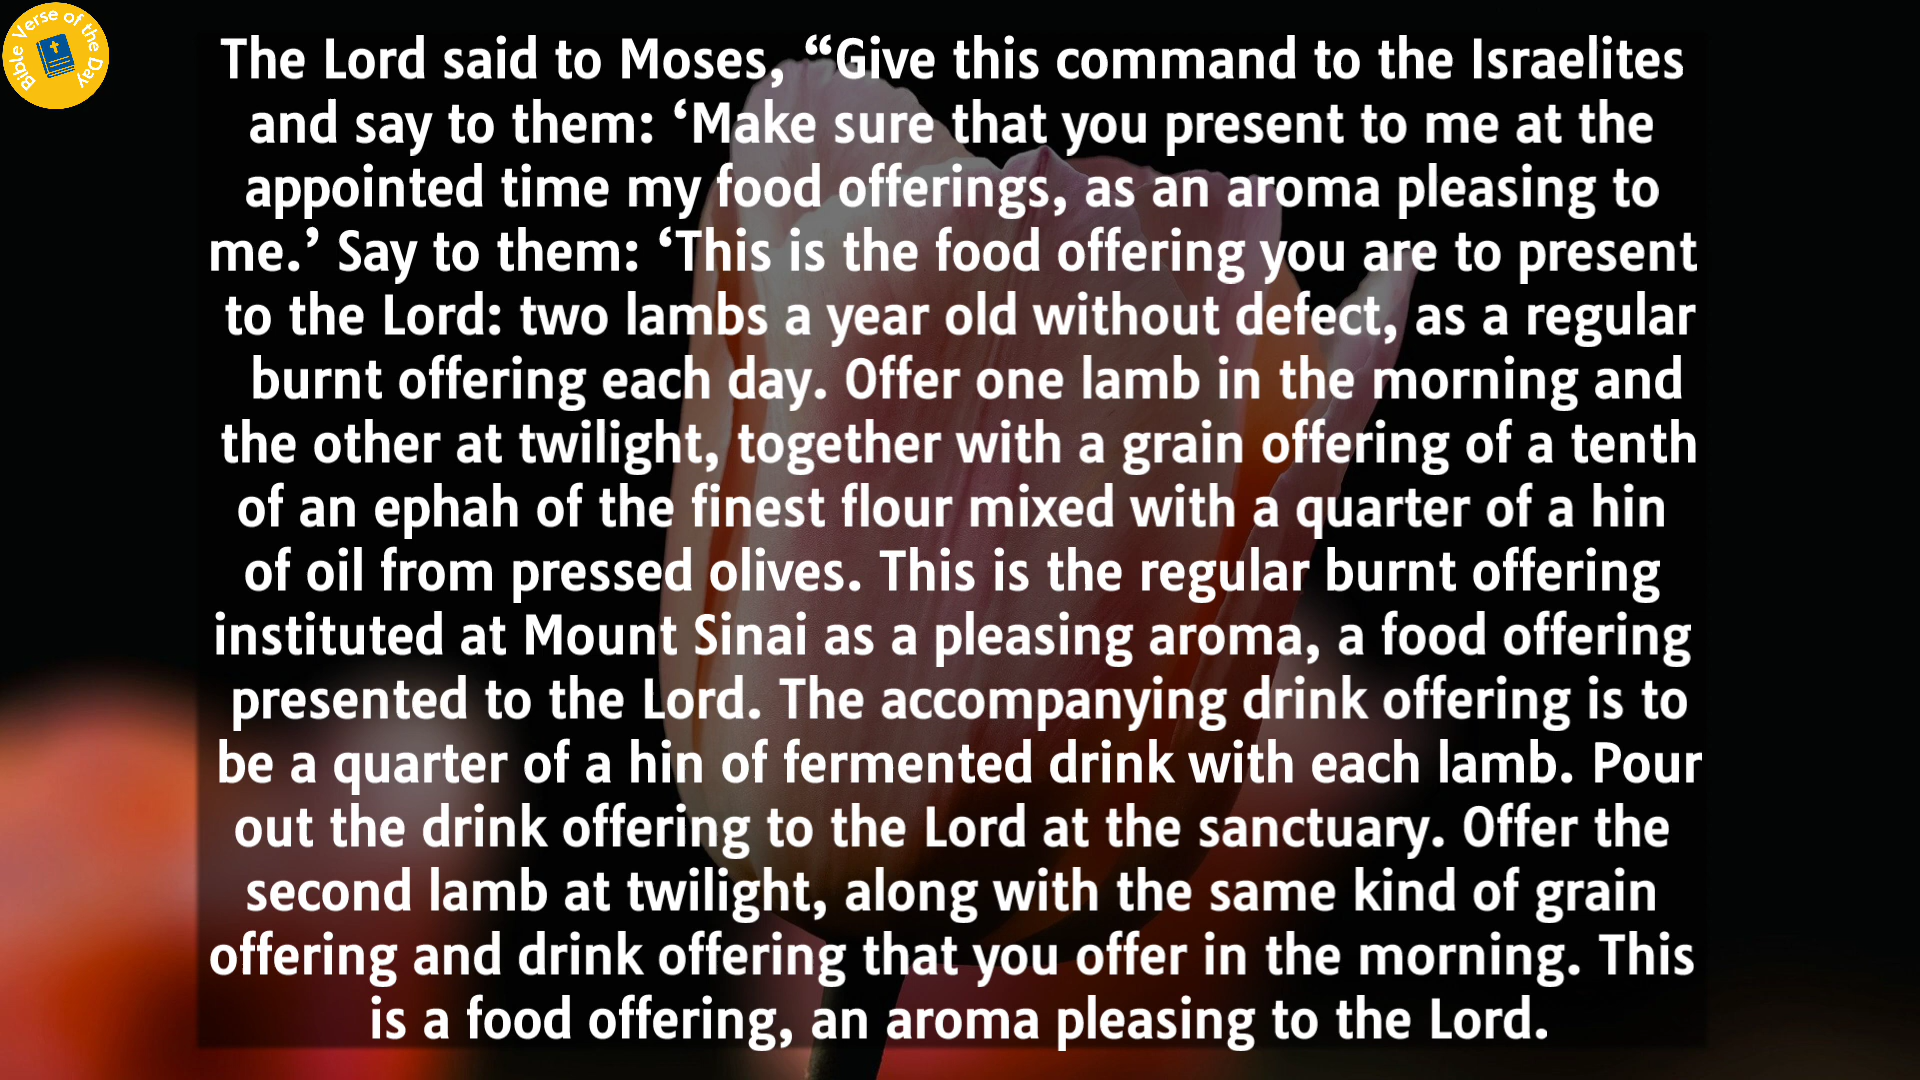 Bible Verse of the Day
The Lord said to Moses, “Give this command to the Israelites
and say to them: ‘Make sure that you present to me at the
appointed time my food offerings, as an aroma pleasing to
me.’ Say to them: ‘This is the food offering you are to present
to the Lord: two lambs a year old without defect, as a regular
burnt offering each day. Offer one lamb in the morning and
the other at twilight, together with a grain offering of a tenth
of an ephah of the finest flour mixed with a quarter of a hin
of oil from pressed olives. This is the regular burnt offering
instituted at Mount Sinai as a pleasing aroma, a food offering
presented to the Lord. The accompanying drink offering is to
be a quarter of a hin of fermented drink with each lamb. Pour
out the drink offering to the Lord at the sanctuary. Offer the
second lamb at twilight, along with the same kind of grain
offering and drink offering that you offer in the morning. This
is a food offering, an aroma pleasing to the Lord.